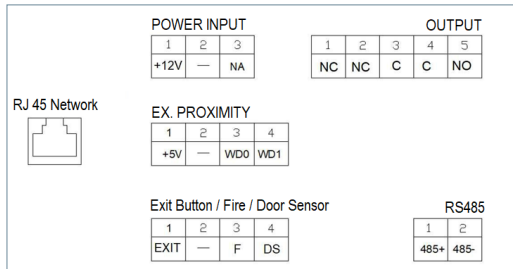 POWER INPUT
1 2 3
+12V — NA
OUTPUT
1 2 3 4 5
NC NC C C NO
RJ 45 Network
EX. PROXIMITY
1 2 3 4
+5V — WD0 WD1
Exit Button / Fire / Door Sensor
1 2 3 4
EXIT — F DS
RS485
1 2
485+ 485-